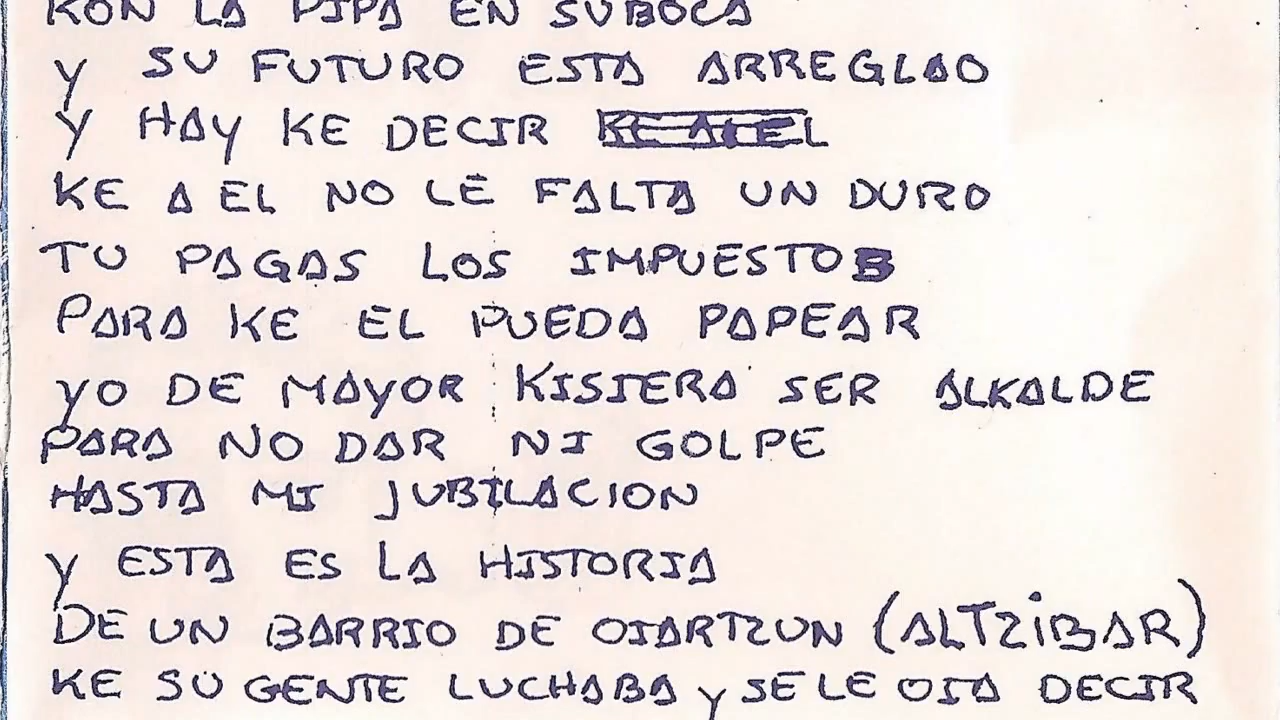 KON LA PIPA EN SU BOCA
Y SU FUTURO ESTA ARREGLAO
Y HAY KE DECIR KE A EL
KE A EL NO LE FALTA UN DURO
TU PAGAS LOS IMPUESTOS
PARA KE EL PUEDA PAPEAR
YO DE MAYOR KISIERA SER ALKALDE
PARA NO DAR NI GOLPE
HASTA MI JUBILACION
Y ESTA ES LA HISTORIA
DE UN BARRIO DE OIARTZUN (ALTZiBAR)
KE SU GENTE LUCHABA Y SE LE OIA DECIR